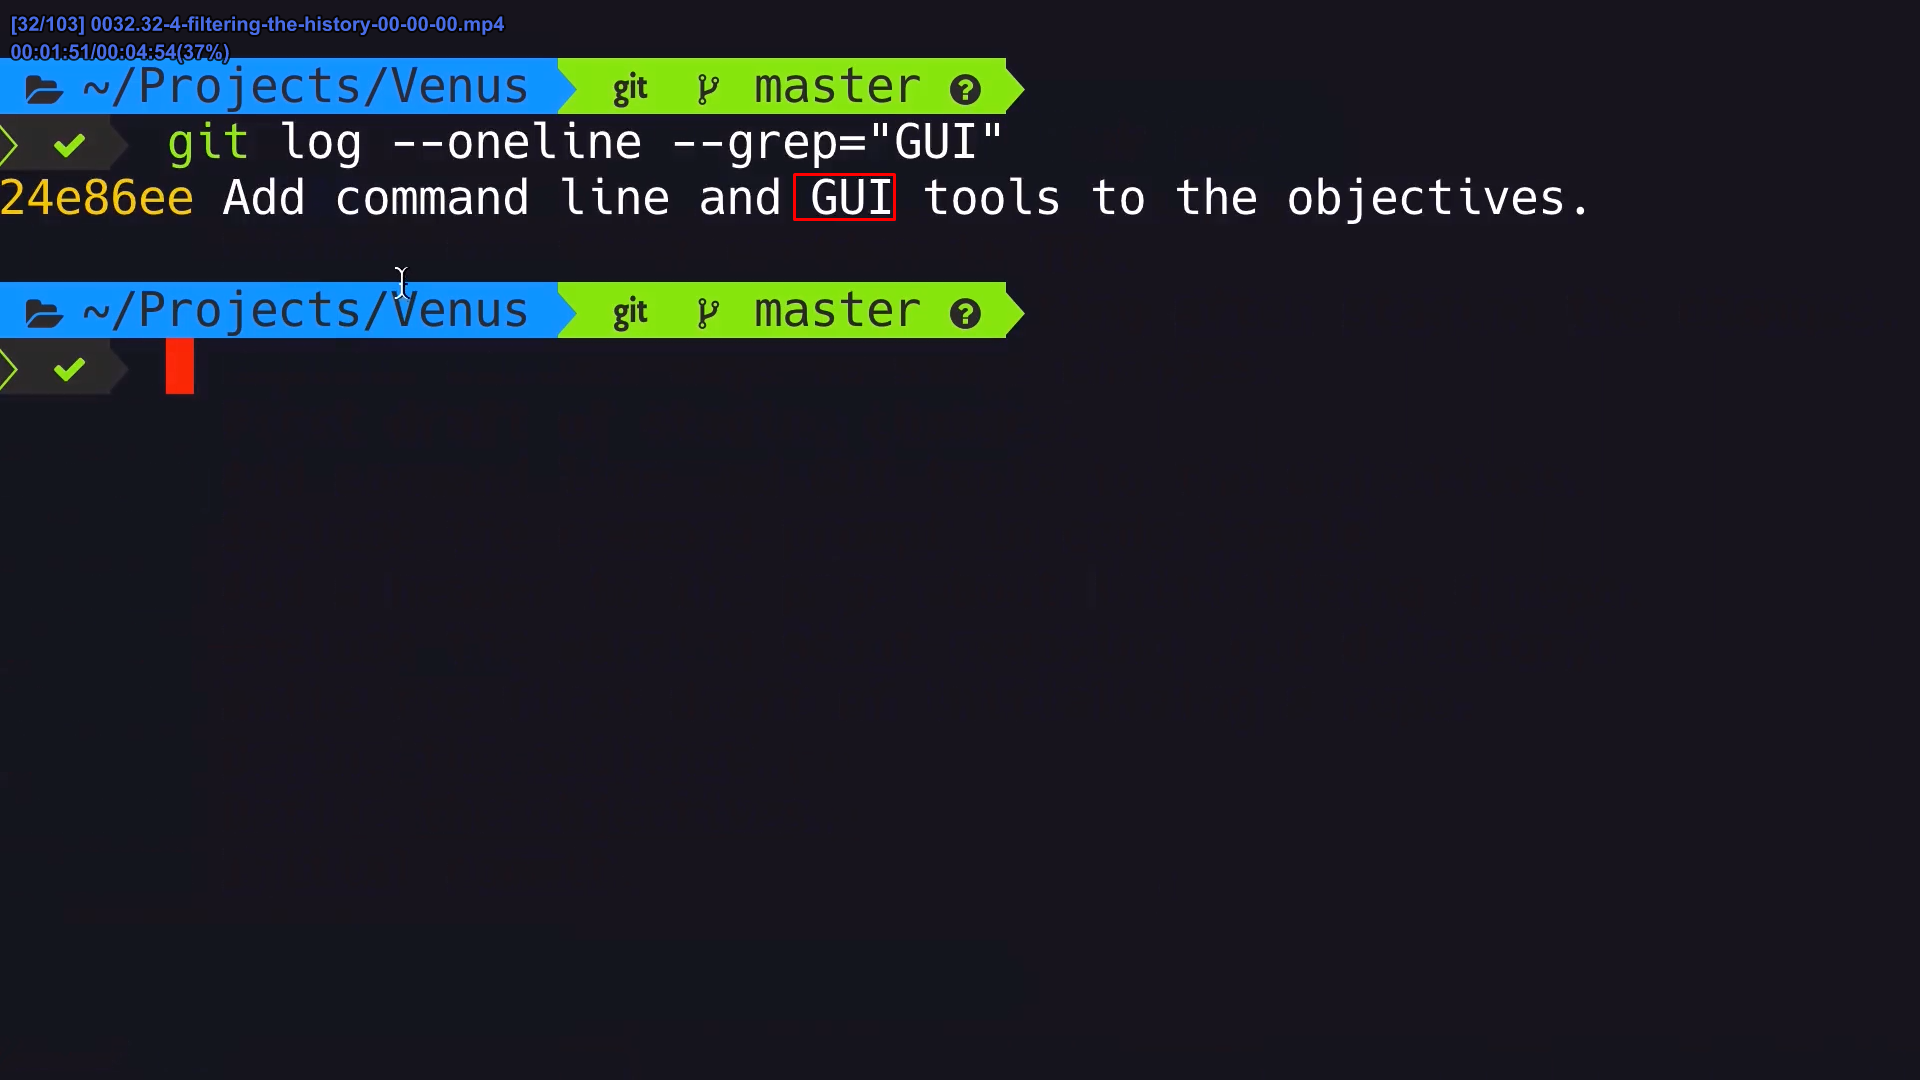 [32/103] 0032.32-4-filtering-the-history-00-00-00.mp4
00:01:51/00:04:54(37%)
~/Projects/Venus git master ?
git log --oneline --grep="GUI"
24e86ee Add command line and GUI tools to the objectives.
~/Projects/Venus git master ?